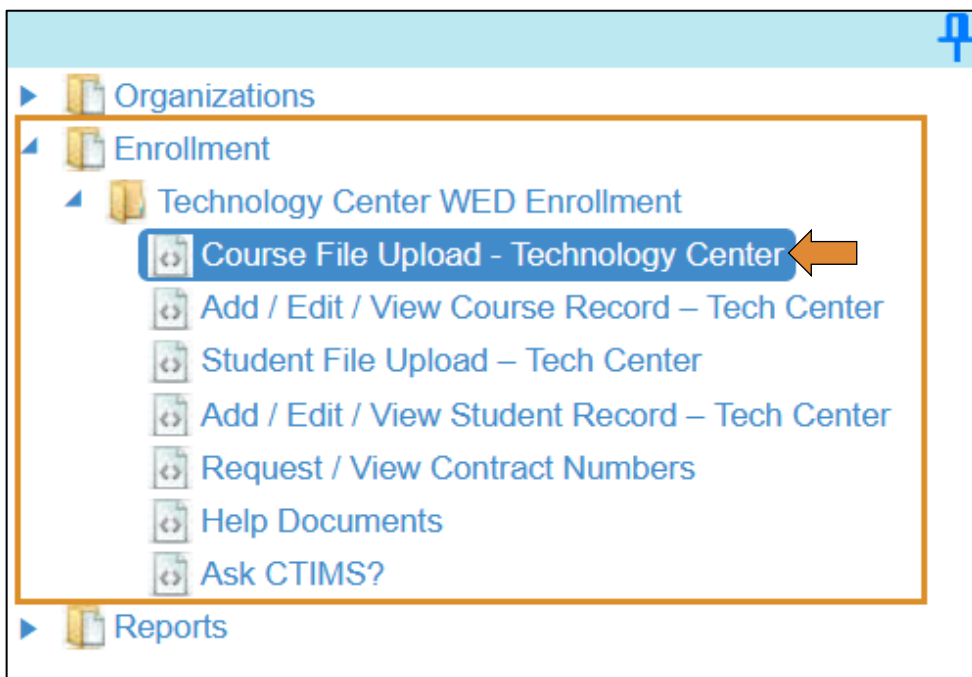 Organizations
Enrollment
Technology Center WED Enrollment
Course File Upload - Technology Center
Add / Edit / View Course Record – Tech Center
Student File Upload – Tech Center
Add / Edit / View Student Record – Tech Center
Request / View Contract Numbers
Help Documents
Ask CTIMS?
Reports